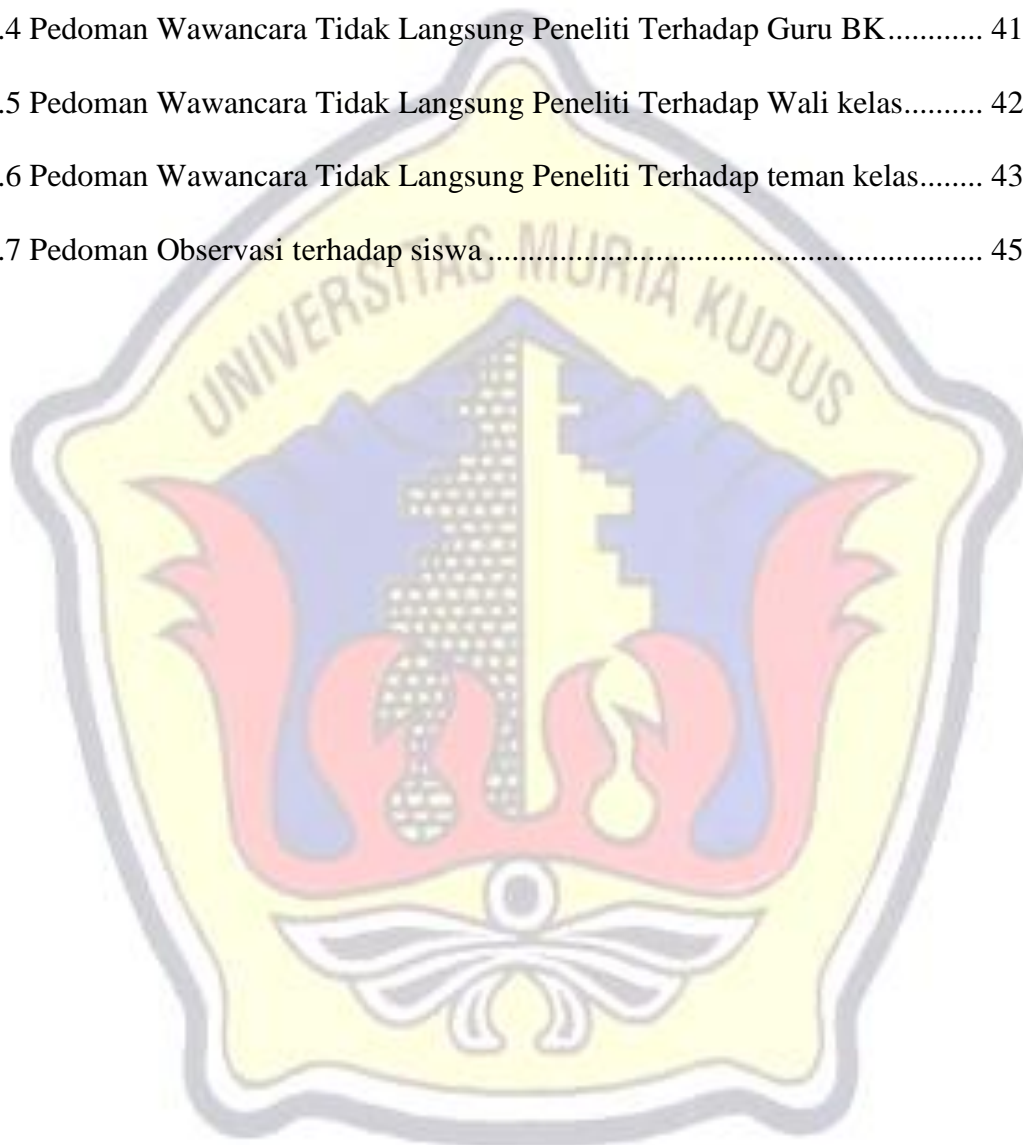 .4 Pedoman Wawancara Tidak Langsung Peneliti Terhadap Guru BK............ 41
.5 Pedoman Wawancara Tidak Langsung Peneliti Terhadap Wali kelas.......... 42
.6 Pedoman Wawancara Tidak Langsung Peneliti Terhadap teman kelas........ 43
.7 Pedoman Observasi terhadap siswa ........................................................ 45
UNIVERSITAS MURIA KUDUS